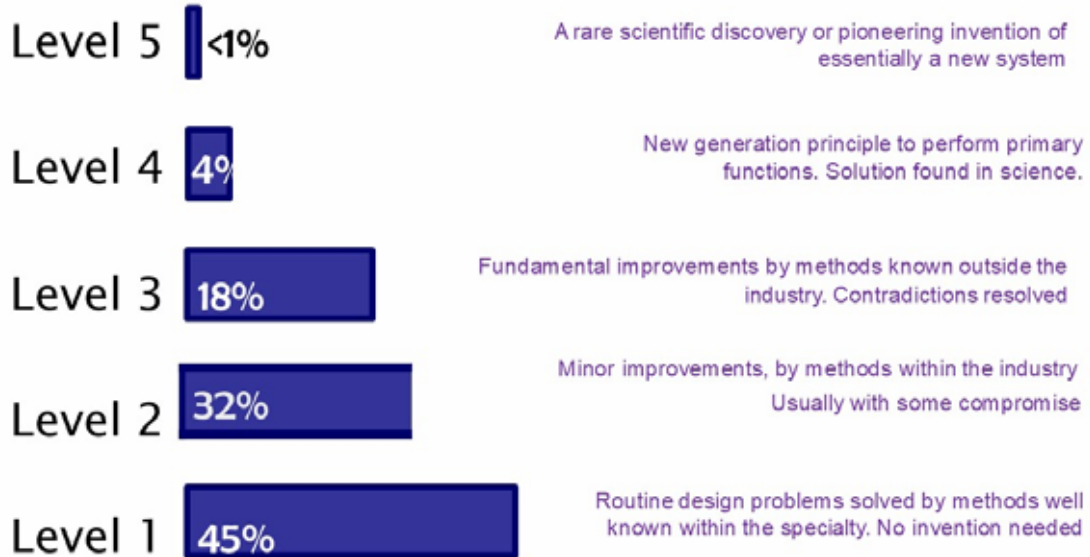 Level 5 <1% A rare scientific discovery or pioneering invention of
essentially a new system
Level 4 4% New generation principle to perform primary
functions. Solution found in science.
Level 3 18% Fundamental improvements by methods known outside the
industry. Contradictions resolved
Level 2 32% Minor improvements, by methods within the industry
Usually with some compromise
Level 1 45% Routine design problems solved by methods well
known within the specialty. No invention needed